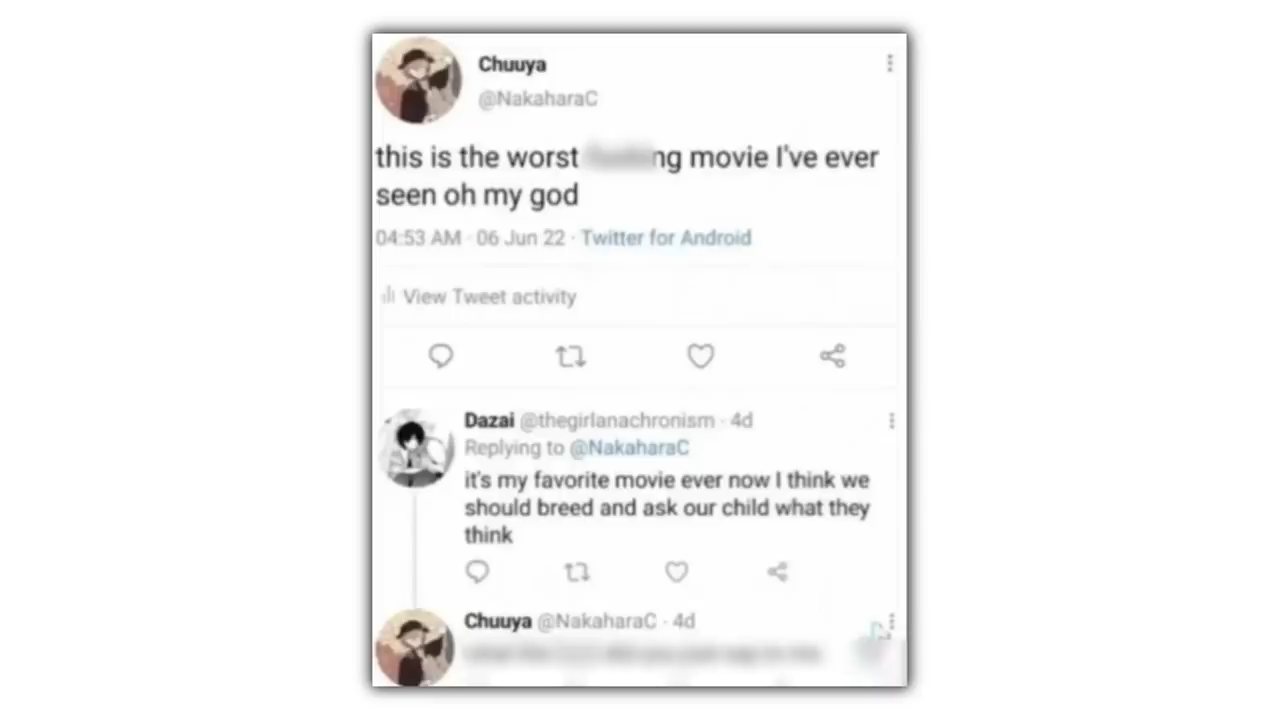 Chuuya
@NakaharaC
this is the worst ng movie I've ever
seen oh my god
04:53 AM · 06 Jun 22 · Twitter for Android
View Tweet activity
Dazai @thegirlanachronism · 4d
Replying to @NakaharaC
it's my favorite movie ever now I think we
should breed and ask our child what they
think
Chuuya @NakaharaC · 4d